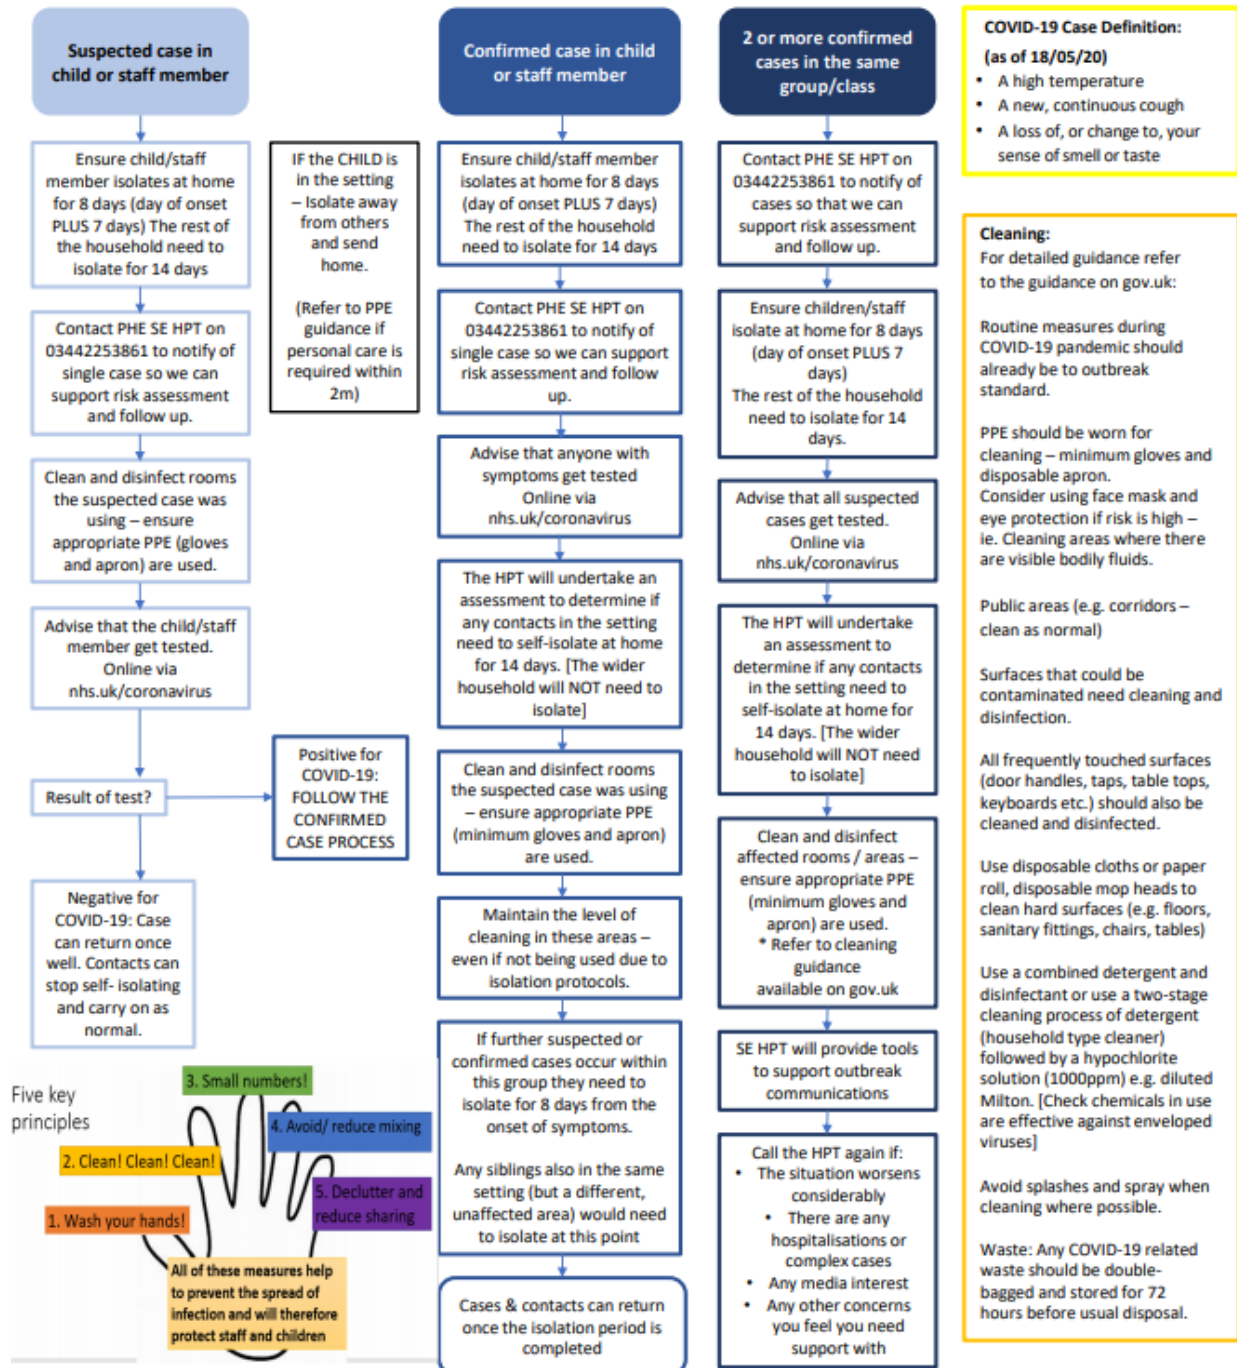 Suspected case in
child or staff member
Ensure child/staff
member isolates at home
for 8 days (day of onset
PLUS 7 days) The rest of
the household need to
isolate for 14 days
Contact PHE SE HPT on
03442253861 to notify of
single case so we can
support risk assessment
and follow up.
Clean and disinfect rooms
the suspected case was
using – ensure
appropriate PPE (gloves
and apron) are used.
Advise that the child/staff
member get tested.
Online via
nhs.uk/coronavirus
Result of test?
Negative for
COVID-19: Case
can return once
well. Contacts can
stop self- isolating
and carry on as
normal.
IF the CHILD is
in the setting
– Isolate away
from others
and send
home.
(Refer to PPE
guidance if
personal care is
required within
2m)
Positive for
COVID-19:
FOLLOW THE
CONFIRMED
CASE PROCESS
Five key
principles
1. Wash your hands!
2. Clean! Clean! Clean!
3. Small numbers!
4. Avoid/ reduce mixing
5. Declutter and
reduce sharing
All of these measures help
to prevent the spread of
infection and will therefore
protect staff and children
Confirmed case in child
or staff member
Ensure child/staff member
isolates at home for 8 days
(day of onset PLUS 7 days)
The rest of the household
need to isolate for 14 days
Contact PHE SE HPT on
03442253861 to notify of
single case so we can support
risk assessment and follow
up.
Advise that anyone with
symptoms get tested
Online via
nhs.uk/coronavirus
The HPT will undertake an
assessment to determine if
any contacts in the setting
need to self-isolate at home
for 14 days. [The wider
household will NOT need to
isolate]
Clean and disinfect rooms
the suspected case was using
– ensure appropriate PPE
(minimum gloves and apron)
are used.
Maintain the level of
cleaning in these areas –
even if not being used due to
isolation protocols.
If further suspected or
confirmed cases occur within
this group they need to
isolate for 8 days from the
onset of symptoms.
Any siblings also in the same
setting (but a different,
unaffected area) would need
to isolate at this point
Cases & contacts can return
once the isolation period is
completed
2 or more confirmed
cases in the same
group/class
Contact PHE SE HPT on
03442253861 to notify of
cases so that we can
support risk assessment
and follow up.
Ensure children/staff
isolate at home for 8 days
(day of onset PLUS 7
days)
The rest of the household
need to isolate for 14
days.
Advise that all suspected
cases get tested.
Online via
nhs.uk/coronavirus
The HPT will undertake
an assessment to
determine if any contacts
in the setting need to
self-isolate at home for
14 days. [The wider
household will NOT need
to isolate]
Clean and disinfect
affected rooms / areas –
ensure appropriate PPE
(minimum gloves and
apron) are used.
* Refer to cleaning
guidance
available on gov.uk
SE HPT will provide tools
to support outbreak
communications
Call the HPT again if:
• The situation worsens
considerably
• There are any
hospitalisations or
complex cases
• Any media interest
• Any other concerns
you feel you need
support with
COVID-19 Case Definition:
(as of 18/05/20)
• A high temperature
• A new, continuous cough
• A loss of, or change to, your
sense of smell or taste
Cleaning:
For detailed guidance refer
to the guidance on gov.uk:
Routine measures during
COVID-19 pandemic should
already be to outbreak
standard.
PPE should be worn for
cleaning – minimum gloves and
disposable apron.
Consider using face mask and
eye protection if risk is high –
ie. Cleaning areas where there
are visible bodily fluids.
Public areas (e.g. corridors –
clean as normal)
Surfaces that could be
contaminated need cleaning and
disinfection.
All frequently touched surfaces
(door handles, taps, table tops,
keyboards etc.) should also be
cleaned and disinfected.
Use disposable cloths or paper
roll, disposable mop heads to
clean hard surfaces (e.g. floors,
sanitary fittings, chairs, tables)
Use a combined detergent and
disinfectant or use a two-stage
cleaning process of detergent
(household type cleaner)
followed by a hypochlorite
solution (1000ppm) e.g. diluted
Milton. [Check chemicals in use
are effective against enveloped
viruses]
Avoid splashes and spray when
cleaning where possible.
Waste: Any COVID-19 related
waste should be double-
bagged and stored for 72
hours before usual disposal.